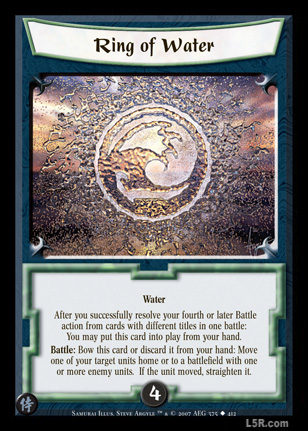 Ring of Water
Water
After you successfully resolve your fourth or later Battle
action from cards with different titles in one battle:
You may put this card into play from your hand.
Battle: Bow this card or discard it from your hand: Move
one of your target units home or to a battlefield with one
or more enemy units. If the unit moved, straighten it.
4
侍
Samurai Illus. Steve Argyle ™ & © 2007 AEG 375 ◆ 412
L5R.com